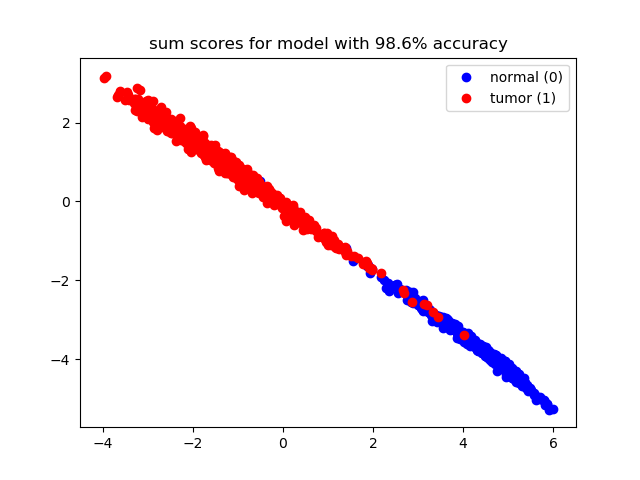 sum scores for model with 98.6% accuracy
normal (0)
tumor (1)
2
0
−2
−4
−4 −2 0 2 4 6